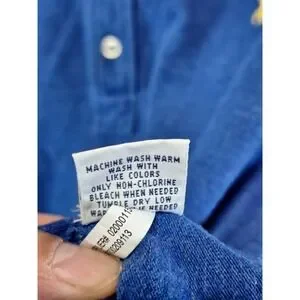 MACHINE WASH WARM
WASH WITH
LIKE COLORS
ONLY NON-CHLORINE
BLEACH WHEN NEEDED
TUMBLE DRY LOW